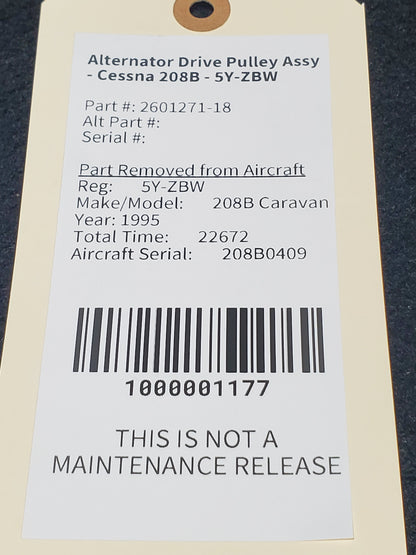 Alternator Drive Pulley Assy
- Cessna 208B - 5Y-ZBW
Part #: 2601271-18
Alt Part #:
Serial #:
Part Removed from Aircraft
Reg: 5Y-ZBW
Make/Model: 208B Caravan
Year: 1995
Total Time: 22672
Aircraft Serial: 208B0409
1000001177
THIS IS NOT A
MAINTENANCE RELEASE